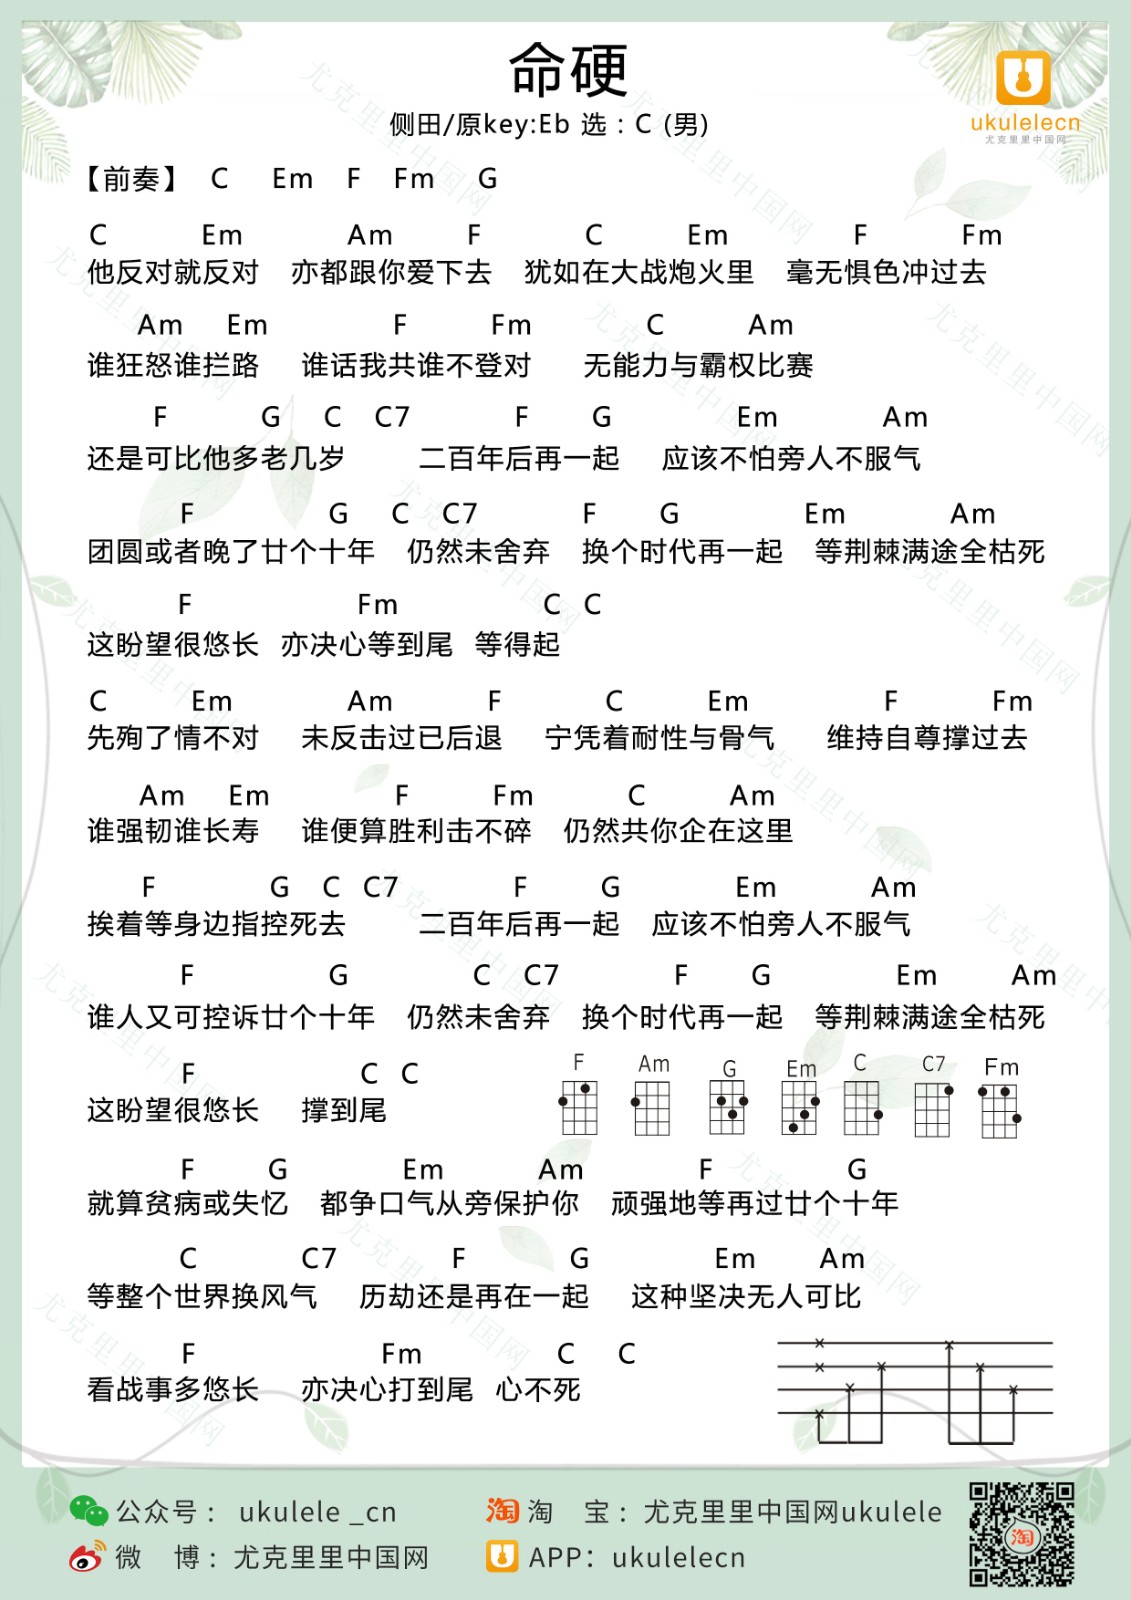 命硬
侧田/原key:Eb 选：C (男)
ukulelecn
尤克里里中国网
【前奏】 C Em F Fm G
C Em Am F C Em F Fm
他反对就反对 亦都跟你爱下去 犹如在大战炮火里 毫无惧色冲过去
Am Em F Fm C Am
谁狂怒谁拦路 谁话我共谁不登对 无能力与霸权比赛
F G C C7 F G Em Am
还是可比他多老几岁 二百年后再一起 应该不怕旁人不服气
F G C C7 F G Em Am
团圆或者晚了廿个十年 仍然未舍弃 换个时代再一起 等荆棘满途全枯死
F Fm C C
这盼望很悠长 亦决心等到尾 等得起
C Em Am F C Em F Fm
先殉了情不对 未反击过已后退 宁凭着耐性与骨气 维持自尊撑过去
Am Em F Fm C Am
谁强韧谁长寿 谁便算胜利击不碎 仍然共你企在这里
F G C C7 F G Em Am
挨着等身边指控死去 二百年后再一起 应该不怕旁人不服气
F G C C7 F G Em Am
谁人又可控诉廿个十年 仍然未舍弃 换个时代再一起 等荆棘满途全枯死
F C C
这盼望很悠长 撑到尾
F Am G Em C C7 Fm
F G Em Am F G
就算贫病或失忆 都争口气从旁保护你 顽强地等再过廿个十年
C C7 F G Em Am
等整个世界换风气 历劫还是再在一起 这种坚决无人可比
F Fm C C
看战事多悠长 亦决心打到尾 心不死
公众号： ukulele _cn
淘 宝：尤克里里中国网ukulele
微 博：尤克里里中国网
APP：ukulelecn
淘